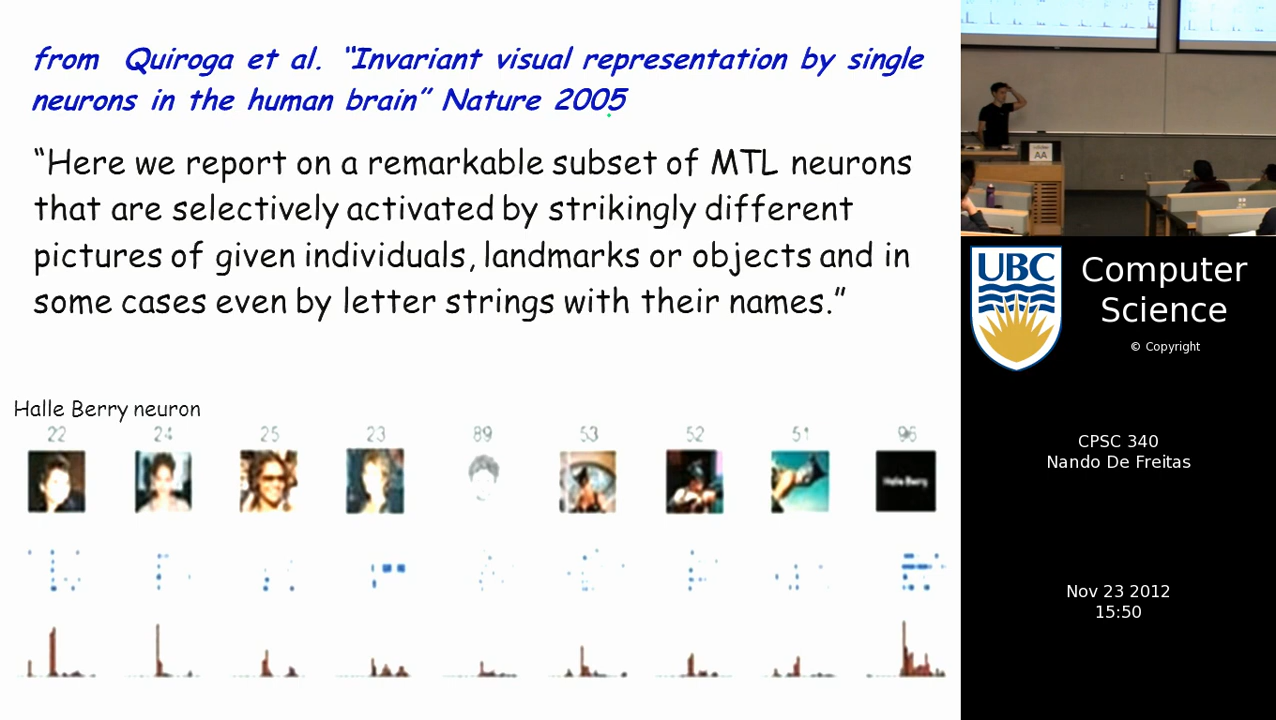 from Quiroga et al. "Invariant visual representation by single
neurons in the human brain" Nature 2005
"Here we report on a remarkable subset of MTL neurons
that are selectively activated by strikingly different
pictures of given individuals, landmarks or objects and in
some cases even by letter strings with their names."
Halle Berry neuron
22 24 25 23 89 53 52 51 96
Halle Berry
AA
UBC
Computer
Science
© Copyright
CPSC 340
Nando De Freitas
Nov 23 2012
15:50